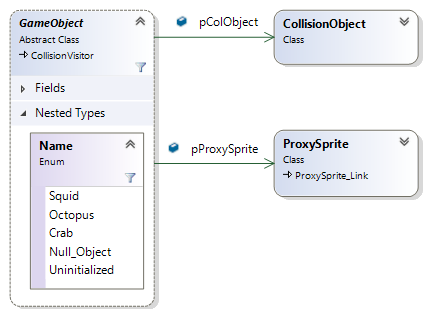 GameObject
Abstract Class
CollisionVisitor
Fields
Nested Types
Name
Enum
Squid
Octopus
Crab
Null_Object
Uninitialized
pColObject
CollisionObject
Class
pProxySprite
ProxySprite
Class
ProxySprite_Link